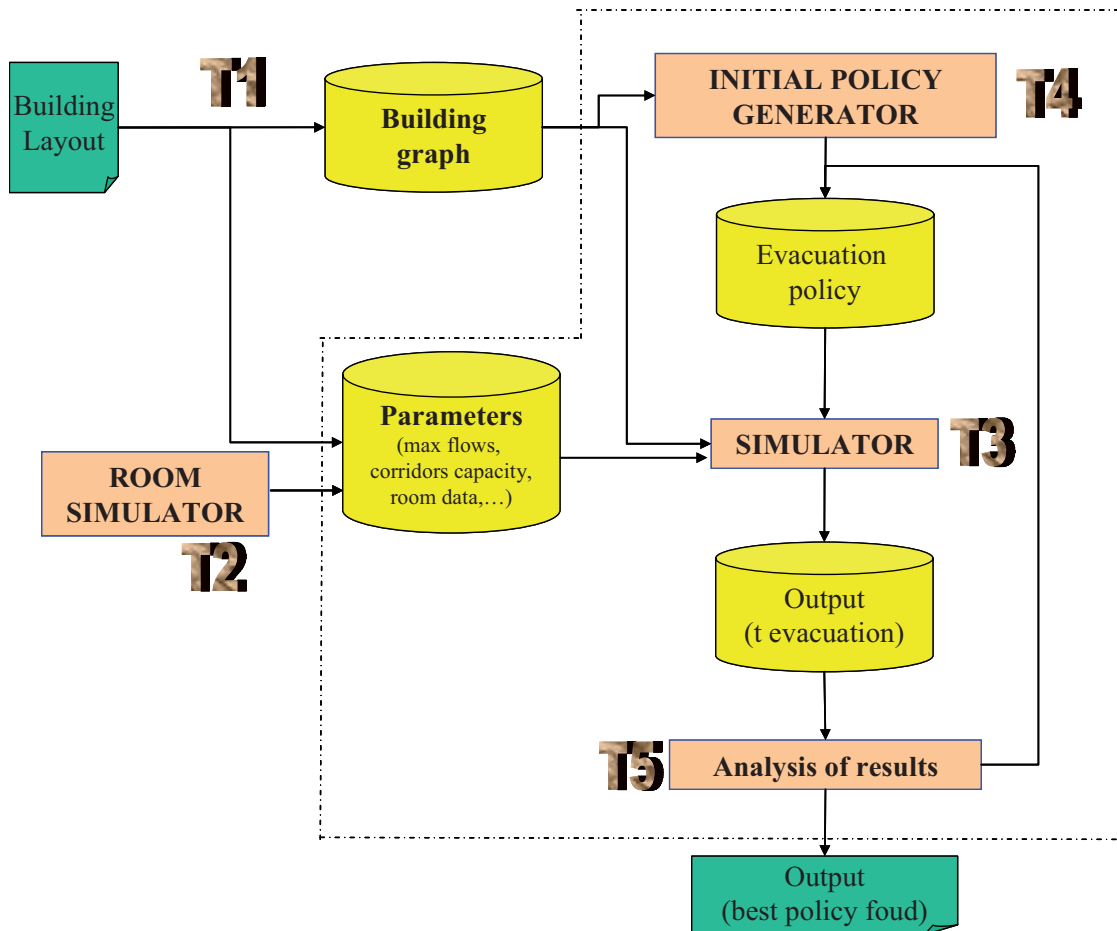 T1
Building
Layout
Building
graph
INITIAL POLICY
GENERATOR
T4
Evacuation
policy
Parameters
(max flows,
corridors capacity,
room data,…)
SIMULATOR
T3
ROOM
SIMULATOR
T2
Output
(t evacuation)
T5
Analysis of results
Output
(best policy foud)